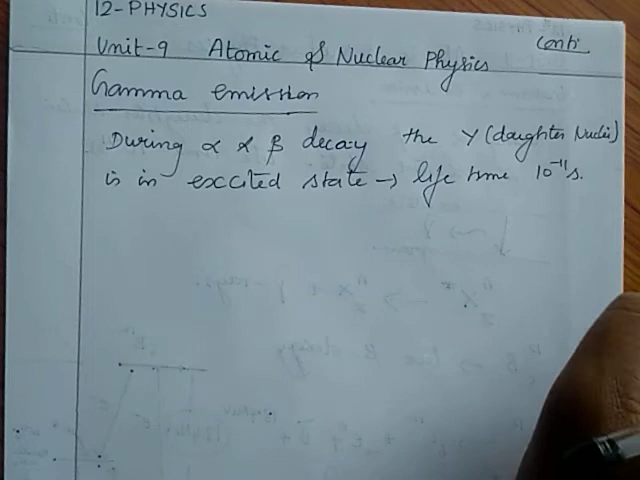 12-PHYSICS
Unit-9 Atomic & Nuclear Physics
Conti.
Gamma emission
During α & β decay the Y (daughter Nuclei)
is in excited state → life time 10⁻¹¹s.